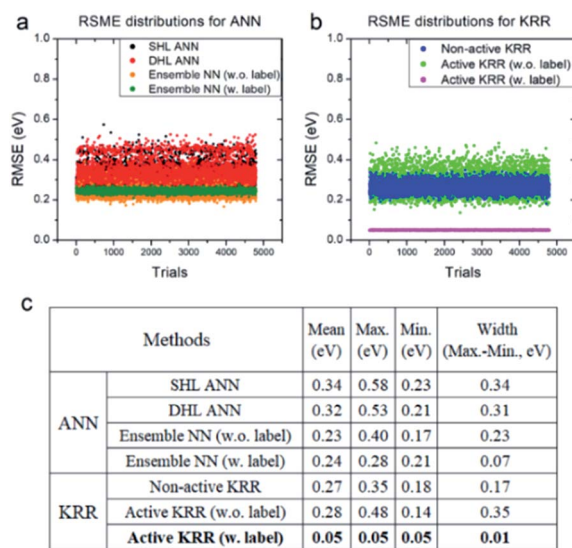 a
RSME distributions for ANN
1.0
0.8
0.6
0.4
0.2
0.0
RMSE (eV)
SHL ANN
DHL ANN
Ensemble NN (w.o. label)
Ensemble NN (w. label)
0 1000 2000 3000 4000 5000
Trials
b
RSME distributions for KRR
1.0
0.8
0.6
0.4
0.2
0.0
RMSE (eV)
Non-active KRR
Active KRR (w.o. label)
Active KRR (w. label)
0 1000 2000 3000 4000 5000
Trials
c
Methods Mean (eV) Max. (eV) Min. (eV) Width (Max.-Min., eV)
ANN
SHL ANN 0.34 0.58 0.23 0.34
DHL ANN 0.32 0.53 0.21 0.31
Ensemble NN (w.o. label) 0.23 0.40 0.17 0.23
Ensemble NN (w. label) 0.24 0.28 0.21 0.07
KRR
Non-active KRR 0.27 0.35 0.18 0.17
Active KRR (w.o. label) 0.28 0.48 0.14 0.35
Active KRR (w. label) 0.05 0.05 0.05 0.01